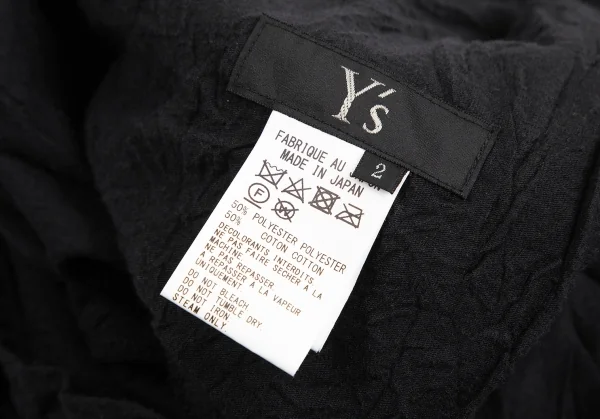 Y's
2
FABRIQUE AU
MADE IN JAPAN
F
W
50% POLYESTER POLYESTER
50% COTON COTTON
DECOLORANTS INTERDITS
NE PAS FAIRE SECHER A LA
MACHINE
NE PAS REPASSER
A REPASSER A LA VAPEUR
UNIQUEMENT
DO NOT BLEACH
DO NOT TUMBLE DRY
DO NOT IRON
STEAM ONLY